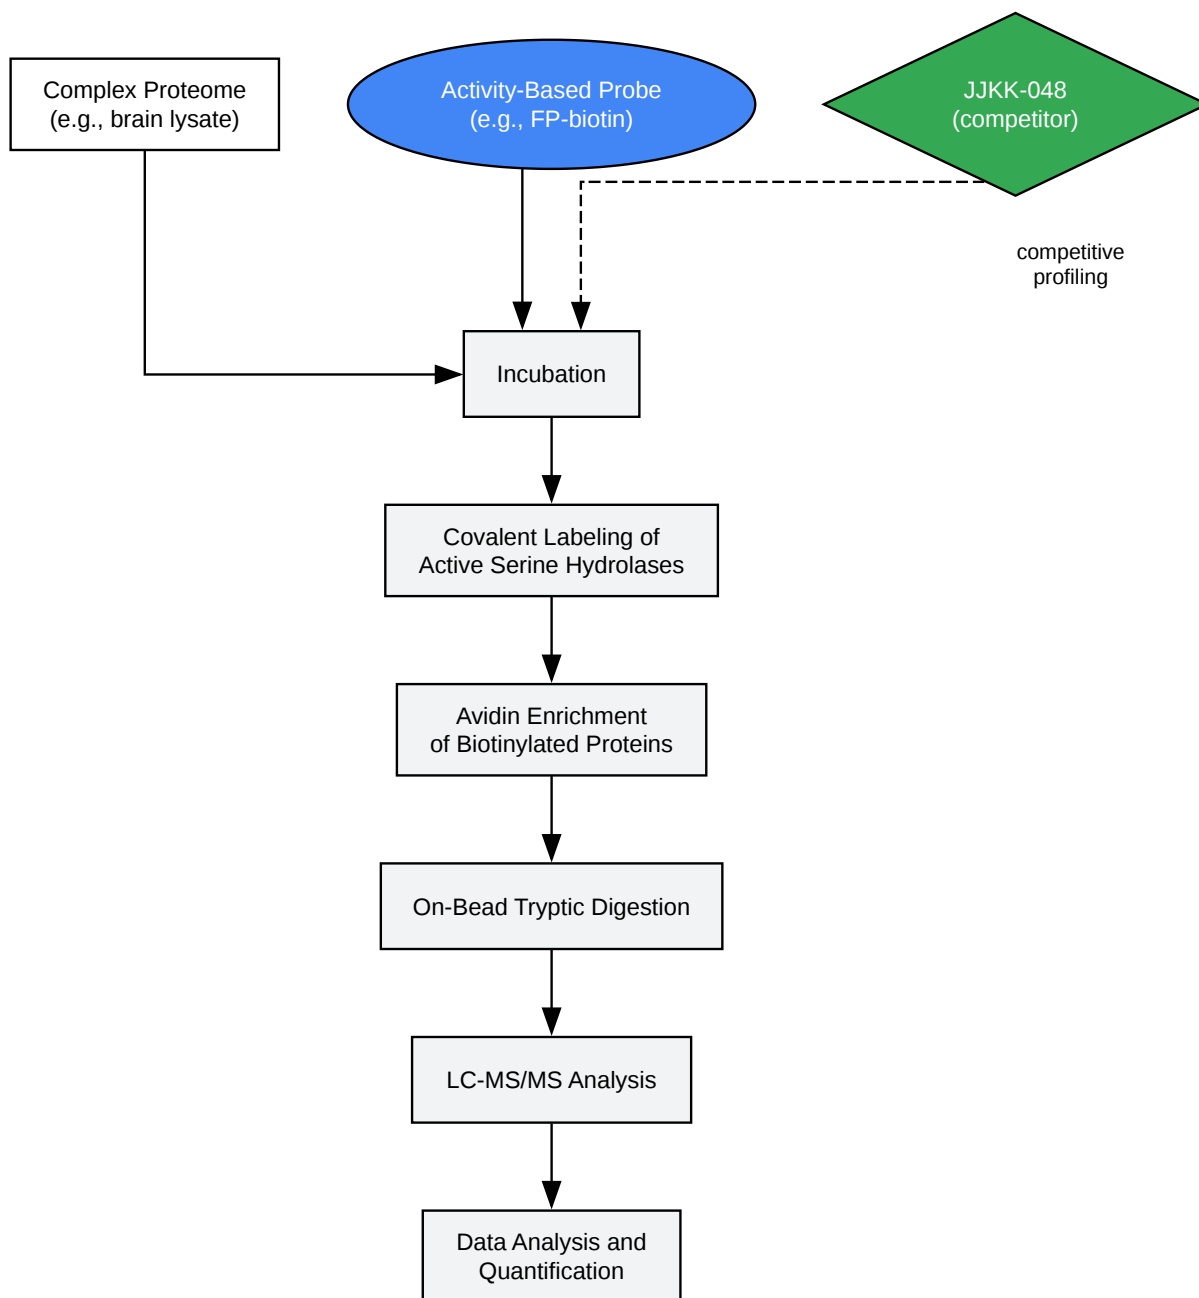 Complex Proteome
(e.g., brain lysate)
Activity-Based Probe
(e.g., FP-biotin)
JJKK-048
(competitor)
competitive
profiling
Incubation
Covalent Labeling of
Active Serine Hydrolases
Avidin Enrichment
of Biotinylated Proteins
On-Bead Tryptic Digestion
LC-MS/MS Analysis
Data Analysis and
Quantification